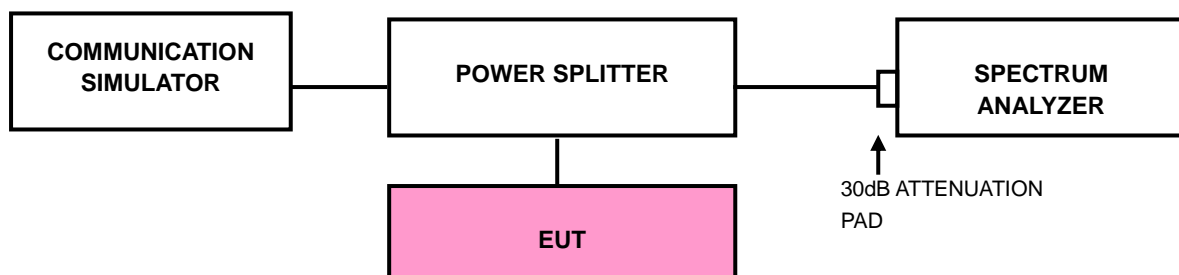 COMMUNICATION
SIMULATOR
POWER SPLITTER
SPECTRUM
ANALYZER
30dB ATTENUATION
PAD
EUT